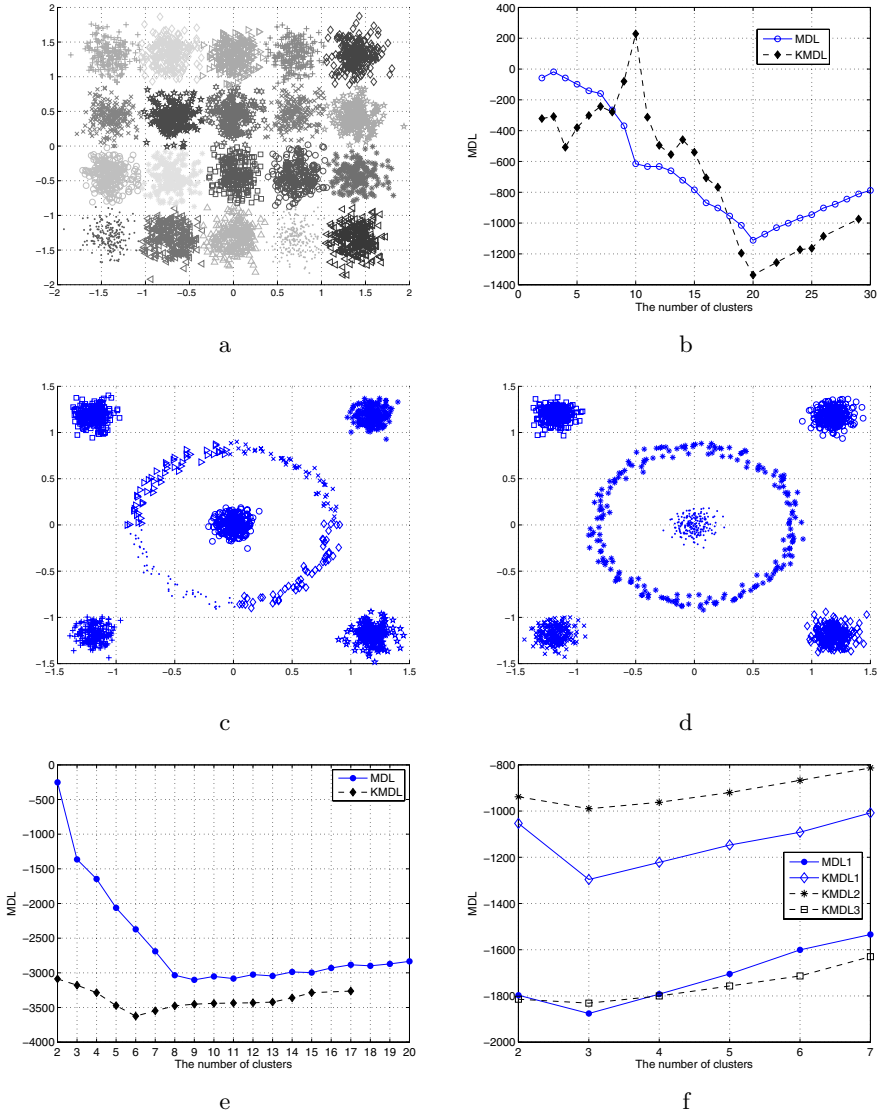 2
1.5
1
0.5
0
−0.5
−1
−1.5
−2
−2 −1.5 −1 −0.5 0 0.5 1 1.5 2
a
400
200
0
−200
−400
−600
−800
−1000
−1200
−1400
MDL
MDL
KMDL
0 5 10 15 20 25 30
The number of clusters
b
1.5
1
0.5
0
−0.5
−1
−1.5
−1.5 −1 −0.5 0 0.5 1 1.5
c
1.5
1
0.5
0
−0.5
−1
−1.5
−1.5 −1 −0.5 0 0.5 1 1.5
d
0
−500
−1000
−1500
−2000
−2500
−3000
−3500
−4000
MDL
MDL
KMDL
2 3 4 5 6 7 8 9 10 11 12 13 14 15 16 17 18 19 20
The number of clusters
e
−800
−1000
−1200
−1400
−1600
−1800
−2000
MDL
MDL1
KMDL1
KMDL2
KMDL3
2 3 4 5 6 7
The number of clusters
f